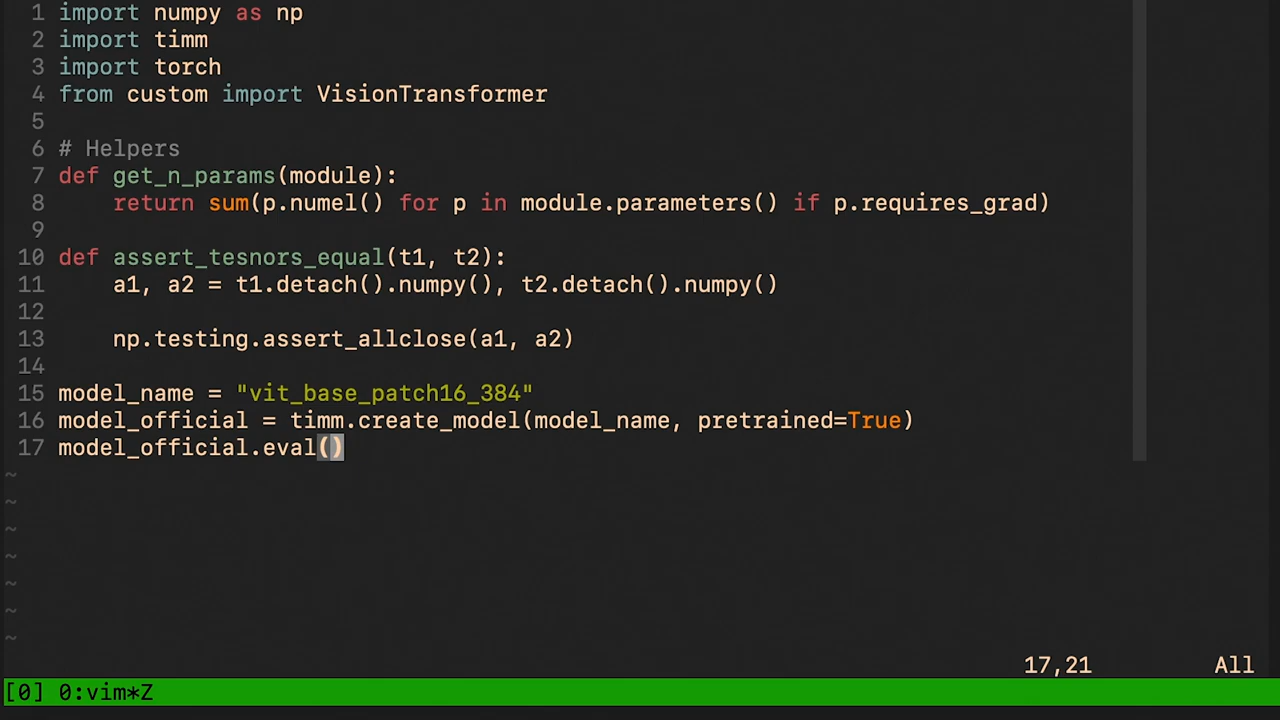 1 import numpy as np
2 import timm
3 import torch
4 from custom import VisionTransformer
5
6 # Helpers
7 def get_n_params(module):
8     return sum(p.numel() for p in module.parameters() if p.requires_grad)
9
10 def assert_tesnors_equal(t1, t2):
11     a1, a2 = t1.detach().numpy(), t2.detach().numpy()
12
13     np.testing.assert_allclose(a1, a2)
14
15 model_name = "vit_base_patch16_384"
16 model_official = timm.create_model(model_name, pretrained=True)
17 model_official.eval()
~
~
~
~
~
~
~
17,21 All
[0] 0:vim*Z